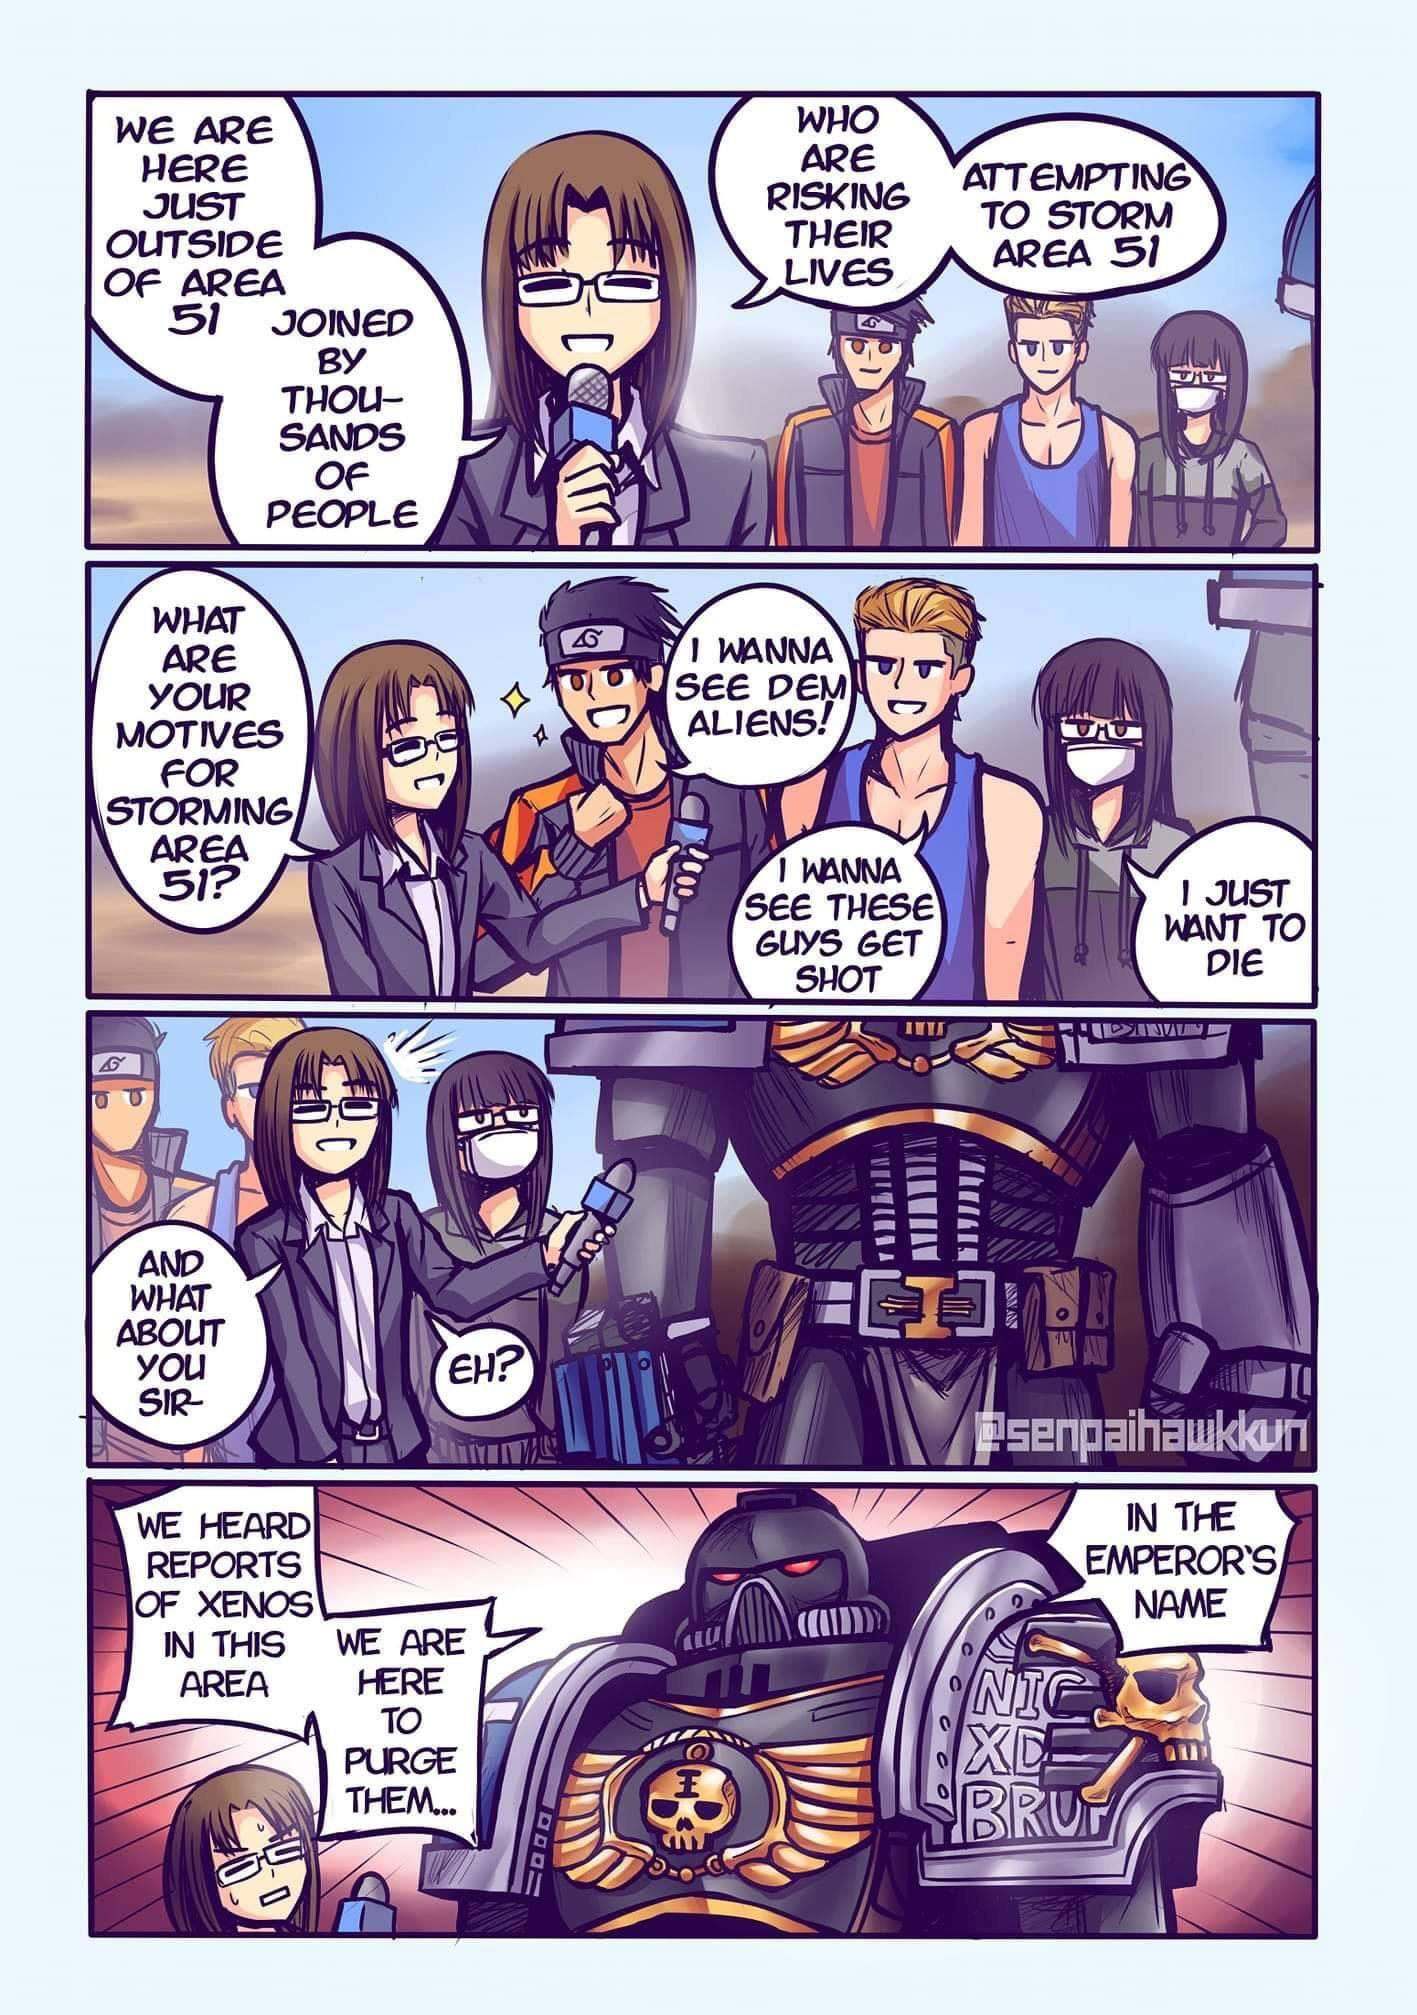 WE ARE
HERE
JUST
OUTSIDE
OF AREA
51
JOINED
BY
THOU-
SANDS
OF
PEOPLE
WHO
ARE
RISKING
THEIR
LIVES
ATTEMPTING
TO STORM
AREA 51
WHAT
ARE
YOUR
MOTIVES
FOR
STORMING
AREA
51?
I WANNA
SEE DEM
ALIENS!
I WANNA
SEE THESE
GUYS GET
SHOT
I JUST
WANT TO
DIE
AND
WHAT
ABOUT
YOU
SIR-
EH?
I
@senpaihawkkun
WE HEARD
REPORTS
OF XENOS
IN THIS
AREA
WE ARE
HERE
TO
PURGE
THEM...
IN THE
EMPEROR'S
NAME
I
NIC
XD
BRUP